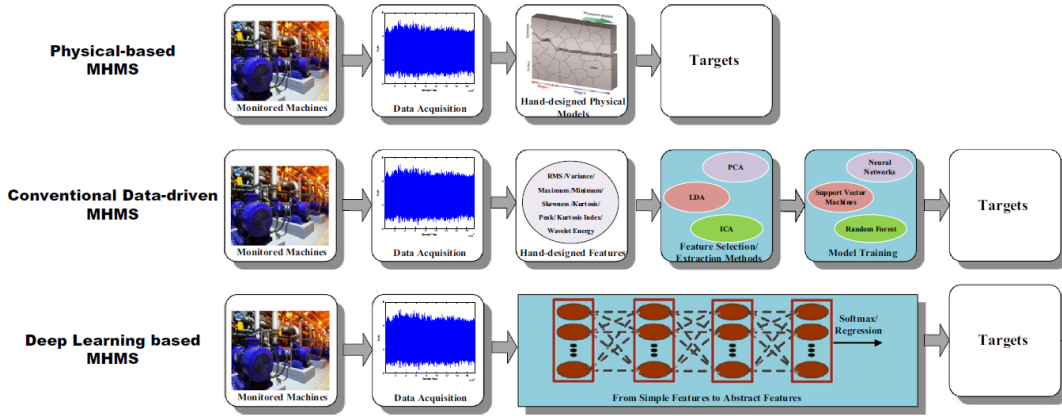 Physical-based
MHMS
Monitored Machines
Data Acquisition
Hand-designed Physical
Models
Targets
Conventional Data-driven
MHMS
Monitored Machines
Data Acquisition
RMS /Variance/
Maximum /Minimum/
Skewness /Kurtosis/
Peak/ Kurtosis Index/
Wavelet Energy
Hand-designed Features
PCA
LDA
ICA
Feature Selection/
Extraction Methods
Neural
Networks
Support Vector
Machines
Random Forest
Model Training
Targets
Deep Learning based
MHMS
Monitored Machines
Data Acquisition
Softmax/
Regression
From Simple Features to Abstract Features
Targets